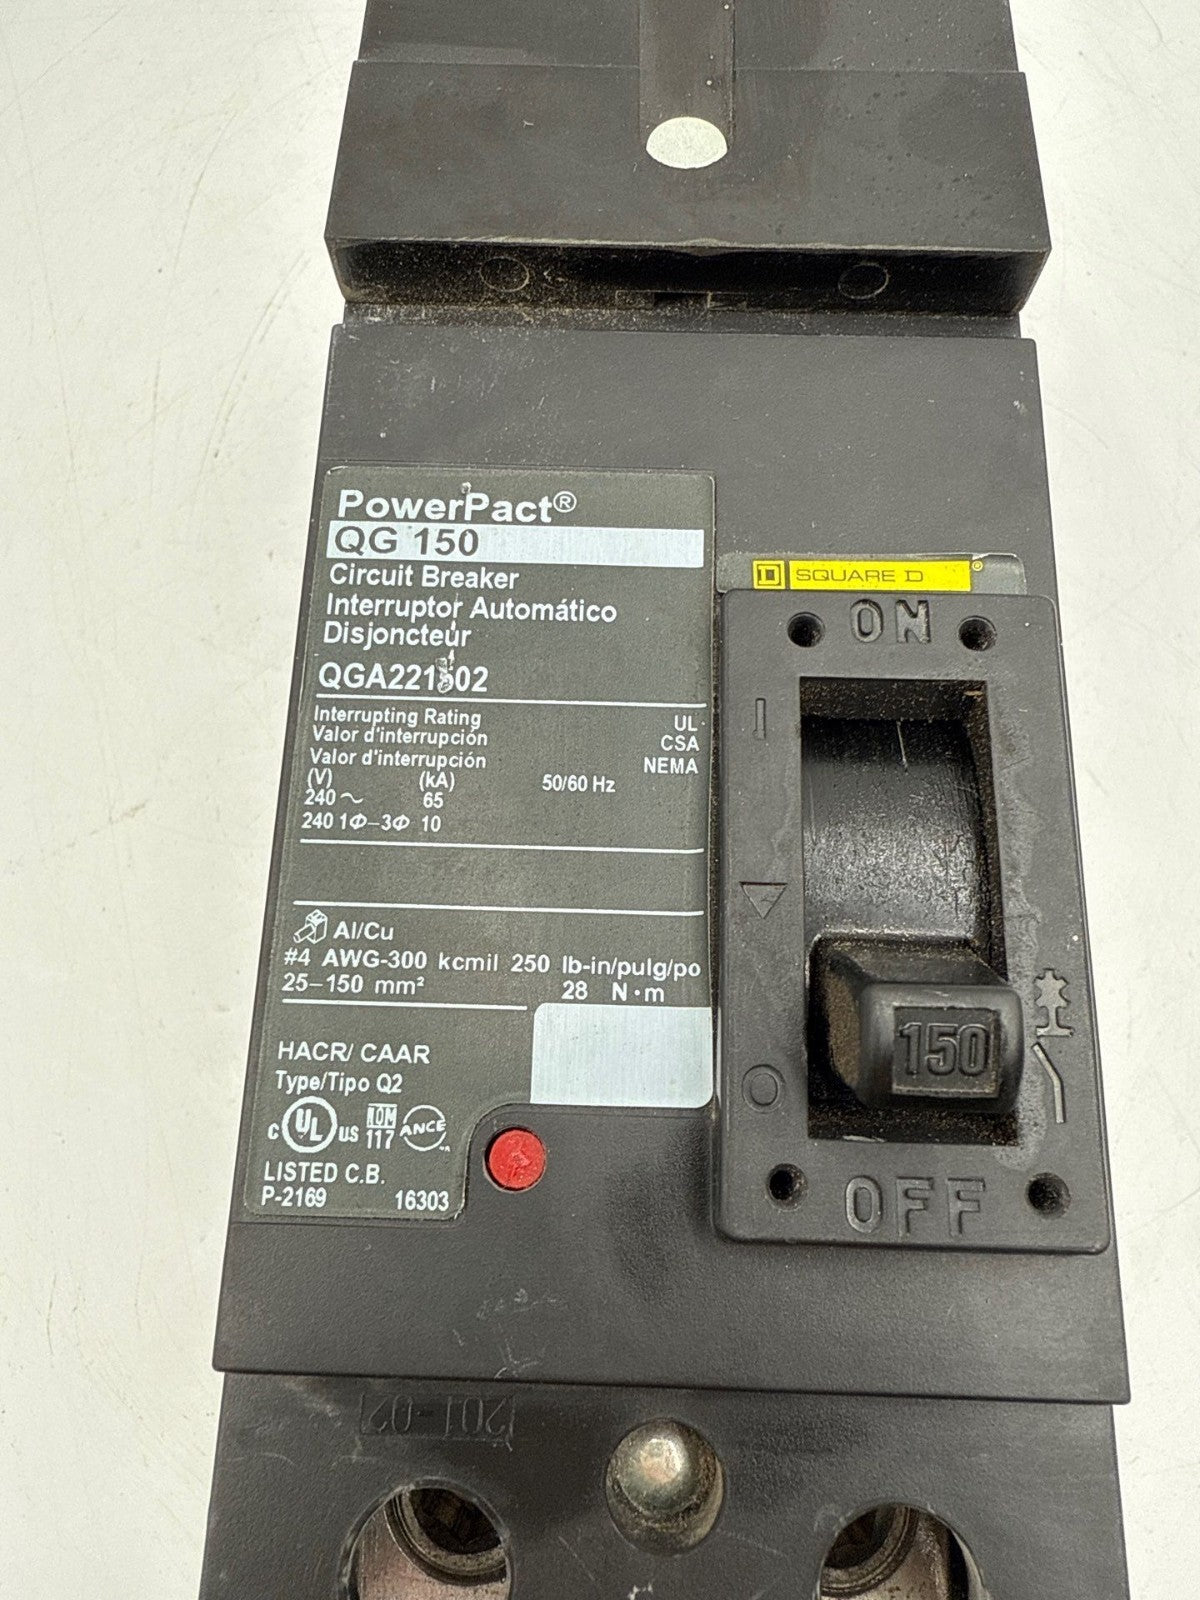 PowerPact®
QG 150
Circuit Breaker
Interruptor Automático
Disjoncteur
QGA221502
Interrupting Rating UL
Valor d'interrupción CSA
Valor d'interrupción NEMA
(V) (kA) 50/60 Hz
240 ~ 65
240 1Φ–3Φ 10
Al/Cu
#4 AWG-300 kcmil 250 lb-in/pulg/po
25–150 mm² 28 N·m
HACR/ CAAR
Type/Tipo Q2
c UL us 117 ANCE
LISTED C.B.
P-2169 16303
D SQUARE D ®
ON
I
150
O
OFF